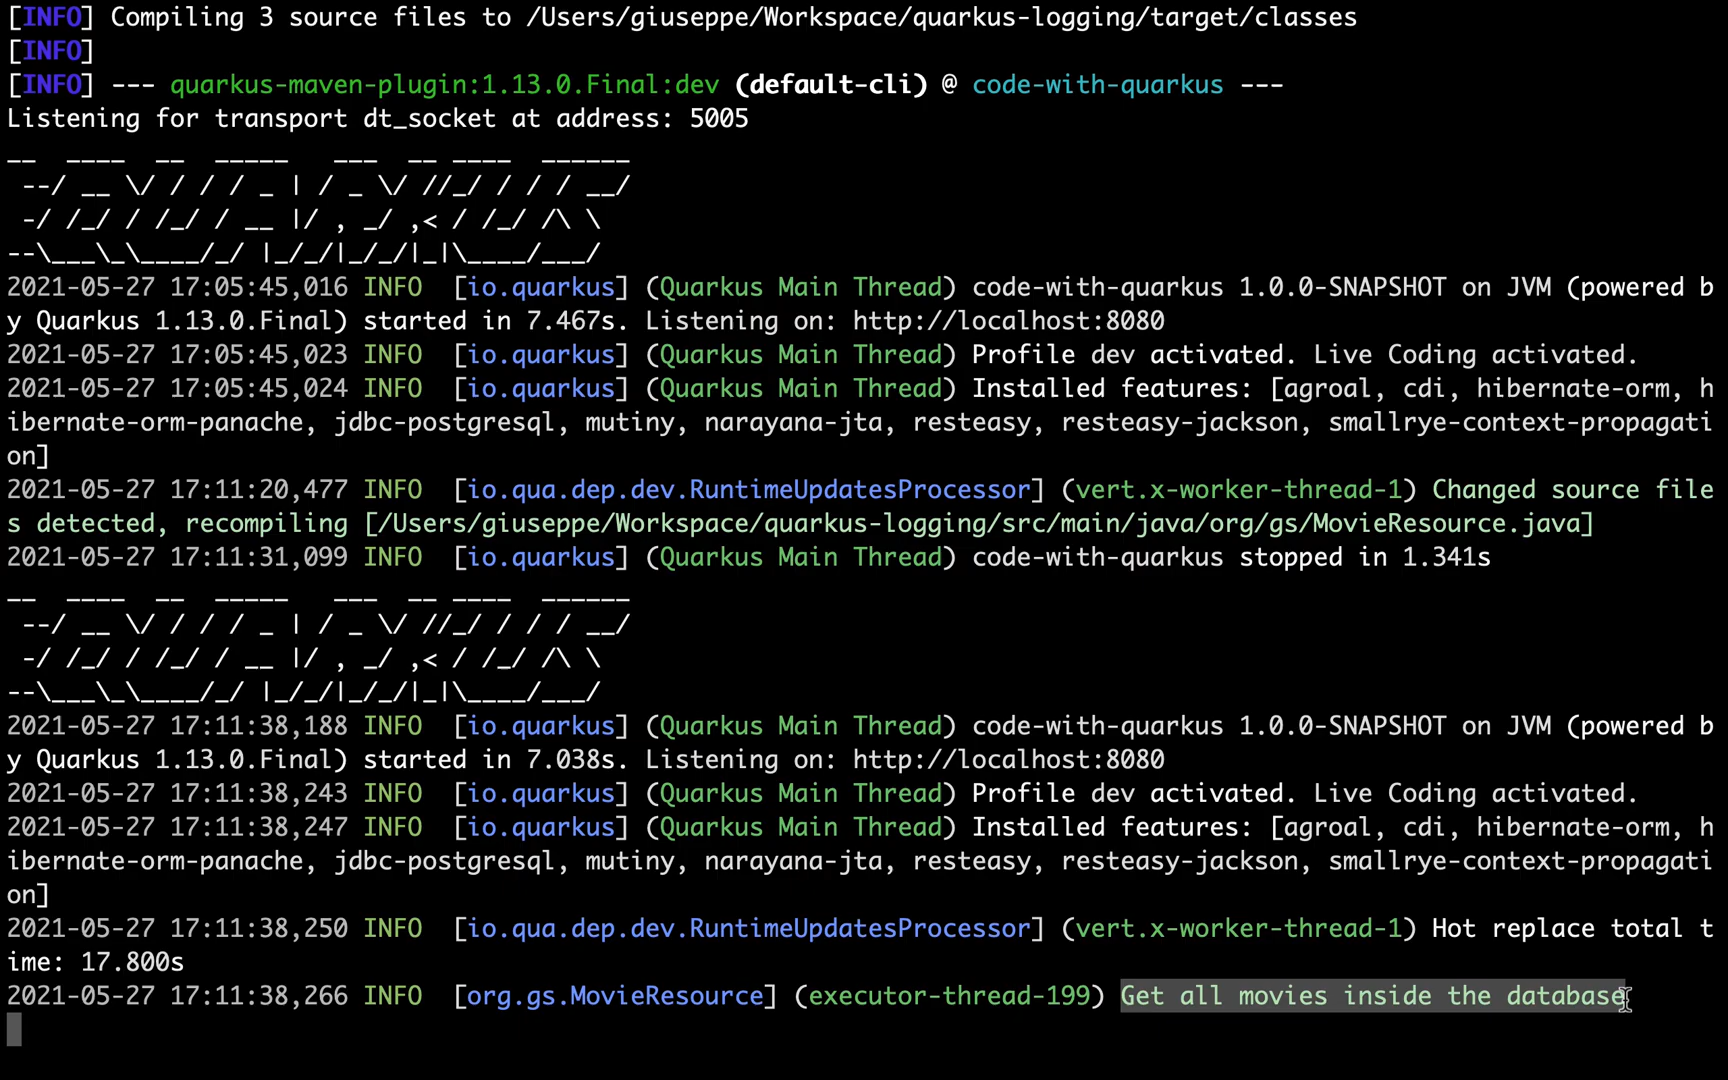 [INFO] Compiling 3 source files to /Users/giuseppe/Workspace/quarkus-logging/target/classes
[INFO]
[INFO] --- quarkus-maven-plugin:1.13.0.Final:dev (default-cli) @ code-with-quarkus ---
Listening for transport dt_socket at address: 5005
__  ____  __  _____   ___  __ ____  ______
 --/ __ \/ / / / _ | / _ \/ //_/ / / / __/
 -/ /_/ / /_/ / __ |/ , _/ ,< / /_/ /\ \
--\___\_\____/_/ |_/_/|_/_/|_|\____/___/
2021-05-27 17:05:45,016 INFO  [io.quarkus] (Quarkus Main Thread) code-with-quarkus 1.0.0-SNAPSHOT on JVM (powered b
y Quarkus 1.13.0.Final) started in 7.467s. Listening on: http://localhost:8080
2021-05-27 17:05:45,023 INFO  [io.quarkus] (Quarkus Main Thread) Profile dev activated. Live Coding activated.
2021-05-27 17:05:45,024 INFO  [io.quarkus] (Quarkus Main Thread) Installed features: [agroal, cdi, hibernate-orm, h
ibernate-orm-panache, jdbc-postgresql, mutiny, narayana-jta, resteasy, resteasy-jackson, smallrye-context-propagati
on]
2021-05-27 17:11:20,477 INFO  [io.qua.dep.dev.RuntimeUpdatesProcessor] (vert.x-worker-thread-1) Changed source file
s detected, recompiling [/Users/giuseppe/Workspace/quarkus-logging/src/main/java/org/gs/MovieResource.java]
2021-05-27 17:11:31,099 INFO  [io.quarkus] (Quarkus Main Thread) code-with-quarkus stopped in 1.341s
__  ____  __  _____   ___  __ ____  ______
 --/ __ \/ / / / _ | / _ \/ //_/ / / / __/
 -/ /_/ / /_/ / __ |/ , _/ ,< / /_/ /\ \
--\___\_\____/_/ |_/_/|_/_/|_|\____/___/
2021-05-27 17:11:38,188 INFO  [io.quarkus] (Quarkus Main Thread) code-with-quarkus 1.0.0-SNAPSHOT on JVM (powered b
y Quarkus 1.13.0.Final) started in 7.038s. Listening on: http://localhost:8080
2021-05-27 17:11:38,243 INFO  [io.quarkus] (Quarkus Main Thread) Profile dev activated. Live Coding activated.
2021-05-27 17:11:38,247 INFO  [io.quarkus] (Quarkus Main Thread) Installed features: [agroal, cdi, hibernate-orm, h
ibernate-orm-panache, jdbc-postgresql, mutiny, narayana-jta, resteasy, resteasy-jackson, smallrye-context-propagati
on]
2021-05-27 17:11:38,250 INFO  [io.qua.dep.dev.RuntimeUpdatesProcessor] (vert.x-worker-thread-1) Hot replace total t
ime: 17.800s
2021-05-27 17:11:38,266 INFO  [org.gs.MovieResource] (executor-thread-199) Get all movies inside the database